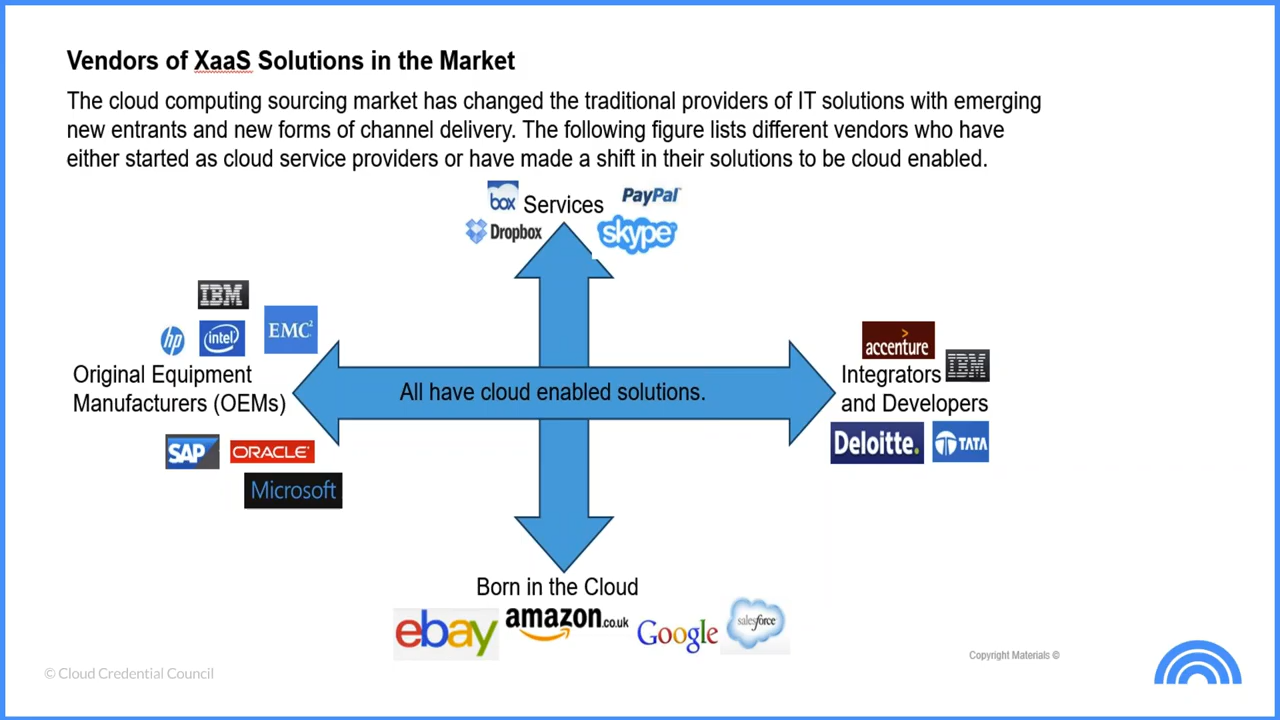 Vendors of XaaS Solutions in the Market
The cloud computing sourcing market has changed the traditional providers of IT solutions with emerging
new entrants and new forms of channel delivery. The following figure lists different vendors who have
either started as cloud service providers or have made a shift in their solutions to be cloud enabled.
box
Services
PayPal
Dropbox
skype
IBM
hp
intel
EMC²
Original Equipment
Manufacturers (OEMs)
SAP
ORACLE
Microsoft
All have cloud enabled solutions.
accenture
IBM
Integrators
and Developers
Deloitte.
TATA
Born in the Cloud
ebay
amazon.co.uk
Google
salesforce
Copyright Materials ©
© Cloud Credential Council